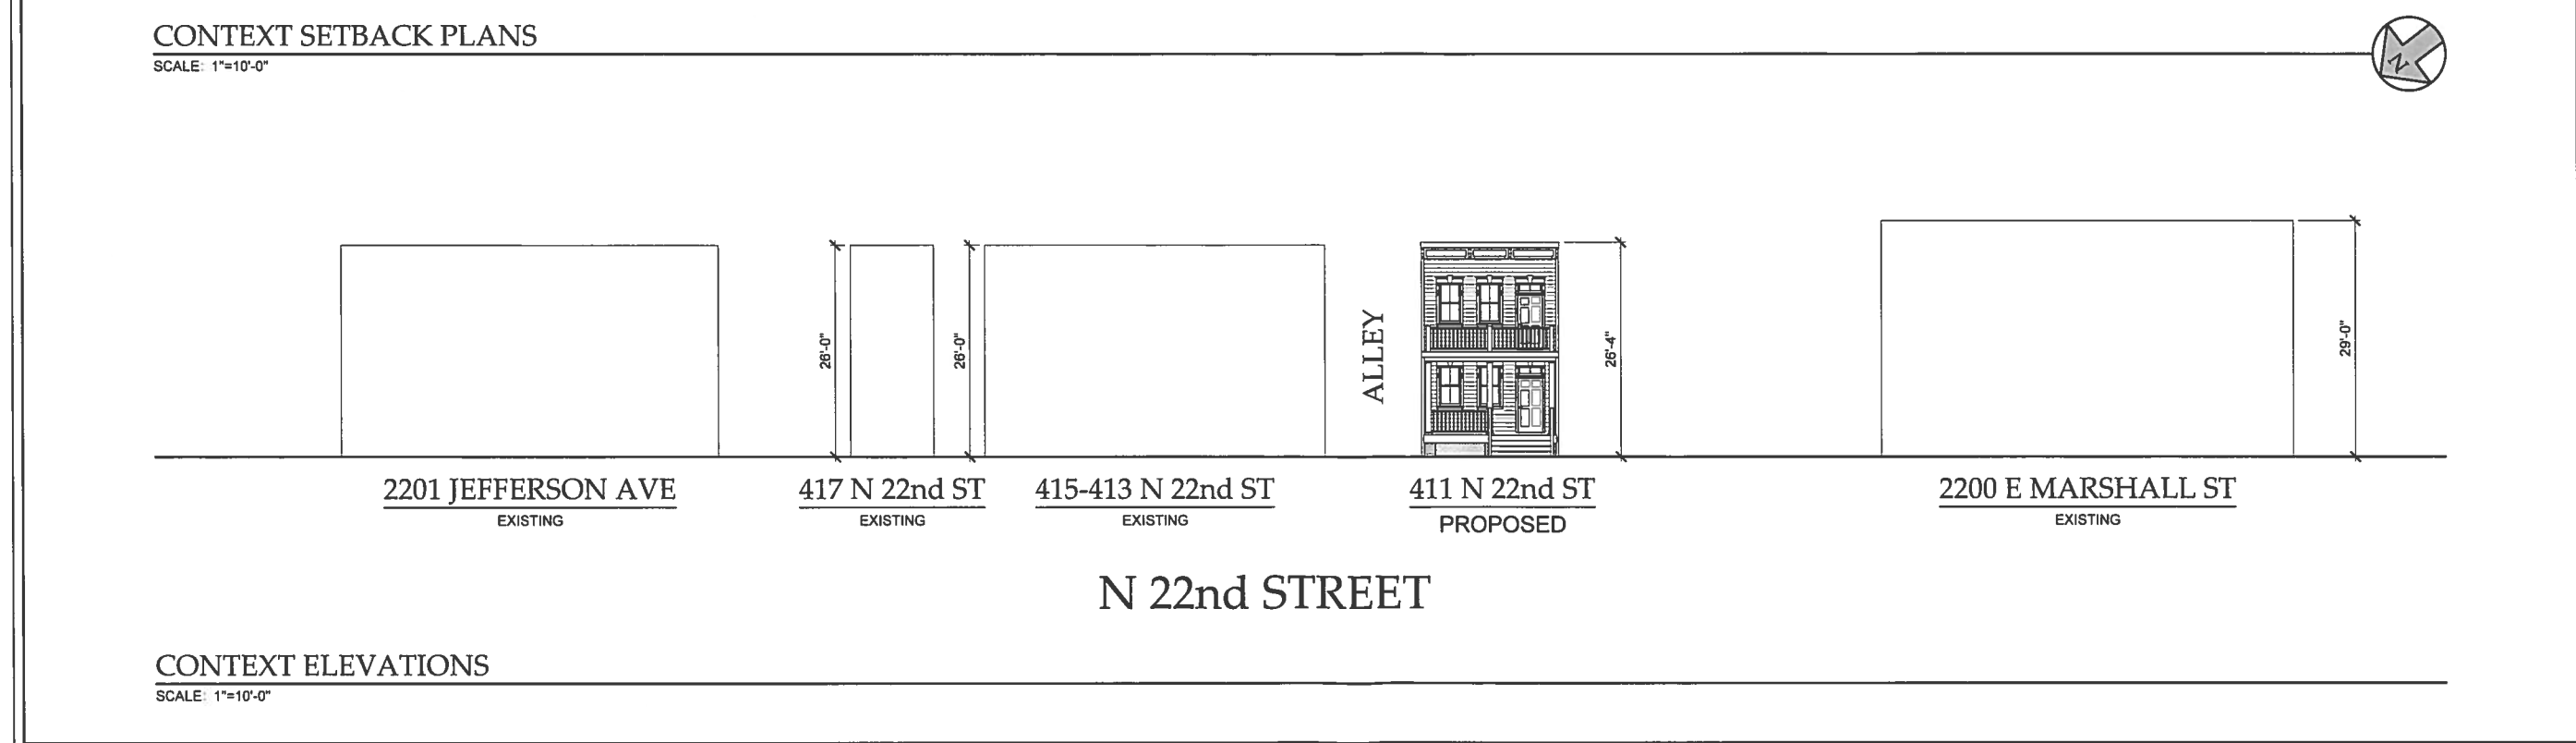 CONTEXT SETBACK PLANS
SCALE: 1"=10'-0"
N
26'-0"
26'-0"
ALLEY
26'-4"
29'-0"
2201 JEFFERSON AVE
EXISTING
417 N 22nd ST
EXISTING
415-413 N 22nd ST
EXISTING
411 N 22nd ST
PROPOSED
2200 E MARSHALL ST
EXISTING
N 22nd STREET
CONTEXT ELEVATIONS
SCALE: 1"=10'-0"